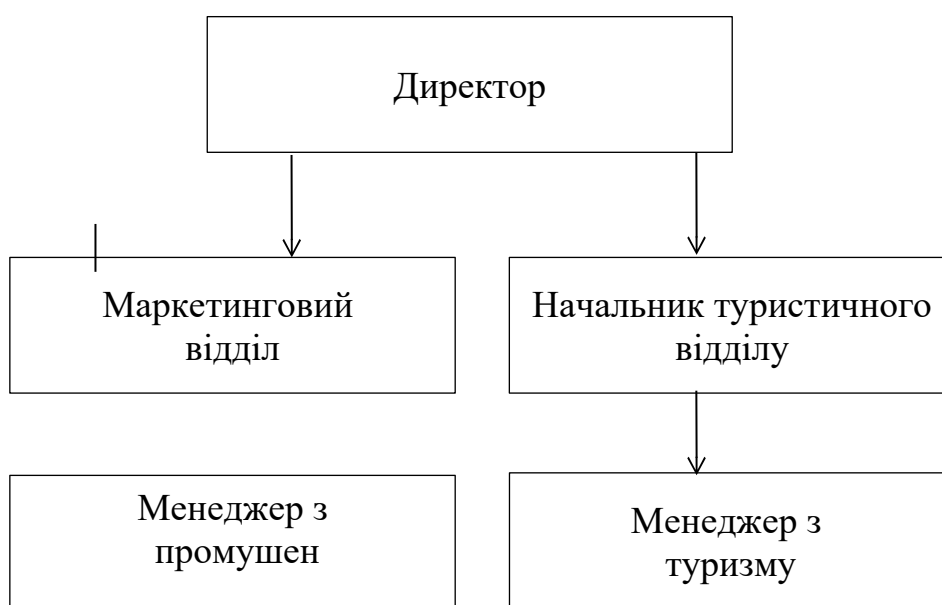 Директор
Маркетинговий
відділ
Начальник туристичного
відділу
Менеджер з
промушен
Менеджер з
туризму